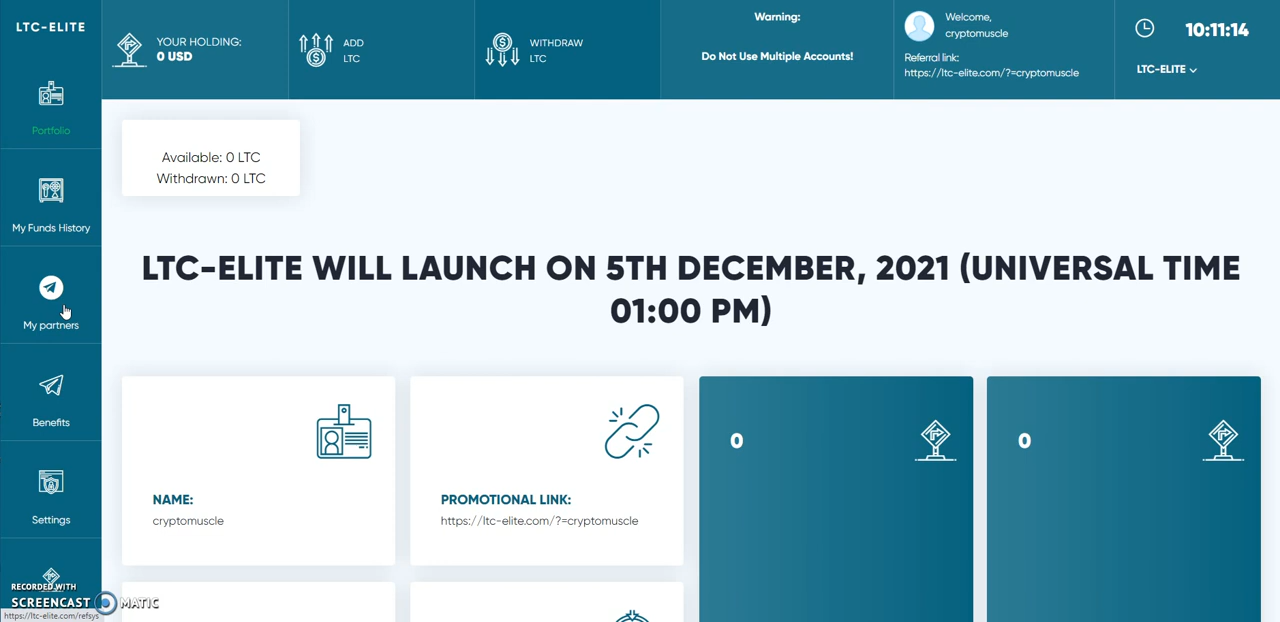 LTC-ELITE
YOUR HOLDING:
0 USD
ADD
LTC
WITHDRAW
LTC
Warning:
Do Not Use Multiple Accounts!
Welcome,
cryptomuscle
Referral link:
https://ltc-elite.com/?=cryptomuscle
10:11:14
LTC-ELITE
Portfolio
My Funds History
My partners
Benefits
Settings
Available: 0 LTC
Withdrawn: 0 LTC
LTC-ELITE WILL LAUNCH ON 5TH DECEMBER, 2021 (UNIVERSAL TIME
01:00 PM)
NAME:
cryptomuscle
PROMOTIONAL LINK:
https://ltc-elite.com/?=cryptomuscle
0
0
RECORDED WITH
SCREENCAST MATIC
https://ltc-elite.com/refsys